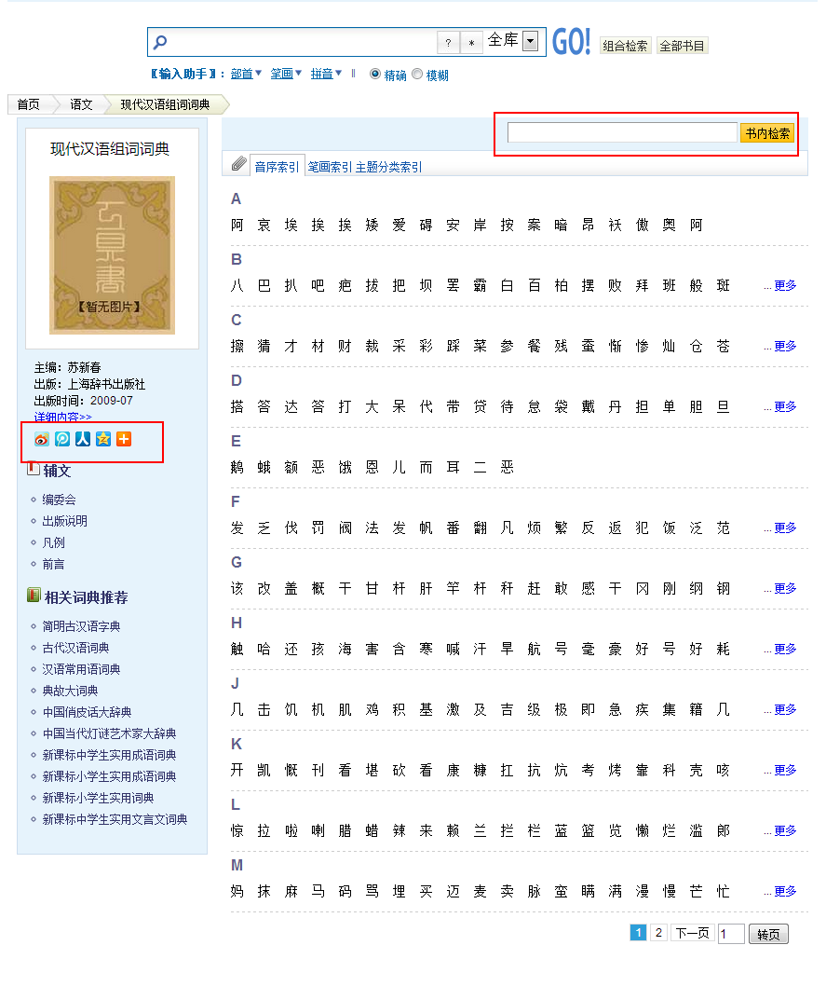 ? * 全库 GO! 组合检索 全部书目
〖输入助手〗: 部首 笔画 拼音 || 精确 模糊
首页 语文 现代汉语组词词典
现代汉语组词词典
【暂无图片】
主编：苏新春
出版：上海辞书出版社
出版时间：2009-07
详细内容>>
辅文
编委会
出版说明
凡例
前言
相关词典推荐
简明古汉语字典
古代汉语词典
汉语常用语词典
典故大词典
中国俏皮话大辞典
中国当代灯谜艺术家大辞典
新课标中学生实用成语词典
新课标小学生实用成语词典
新课标小学生实用词典
新课标中学生实用文言文词典
书内检索
音序索引 笔画索引 主题分类索引
A
阿 哀 埃 挨 挨 矮 爱 碍 安 岸 按 案 暗 昂 袄 傲 奥 阿
B
八 巴 扒 吧 疤 拔 把 坝 罢 霸 白 百 柏 摆 败 拜 班 般 斑 ... 更多
C
擦 猜 才 材 财 裁 采 彩 踩 菜 参 餐 残 蚕 惭 惨 灿 仓 苍 ... 更多
D
搭 答 达 答 打 大 呆 代 带 贷 待 怠 袋 戴 丹 担 单 胆 旦 ... 更多
E
鹅 蛾 额 恶 饿 恩 儿 而 耳 二 恶
F
发 乏 伐 罚 阀 法 发 帆 番 翻 凡 烦 繁 反 返 犯 饭 泛 范 ... 更多
G
该 改 盖 概 干 甘 杆 肝 竿 杆 秆 赶 敢 感 干 冈 刚 纲 钢 ... 更多
H
触 哈 还 孩 海 害 含 寒 喊 汗 旱 航 号 毫 豪 好 号 好 耗 ... 更多
J
几 击 饥 机 肌 鸡 积 基 激 及 吉 级 极 即 急 疾 集 籍 几 ... 更多
K
开 凯 慨 刊 看 堪 砍 看 康 糠 扛 抗 炕 考 烤 靠 科 壳 咳 ... 更多
L
惊 拉 啦 喇 腊 蜡 辣 来 赖 兰 拦 栏 蓝 篮 览 懒 烂 滥 郎 ... 更多
M
妈 抹 麻 马 码 骂 埋 买 迈 麦 卖 脉 蛮 瞒 满 漫 慢 芒 忙 ... 更多
1 2 下一页 1 转页